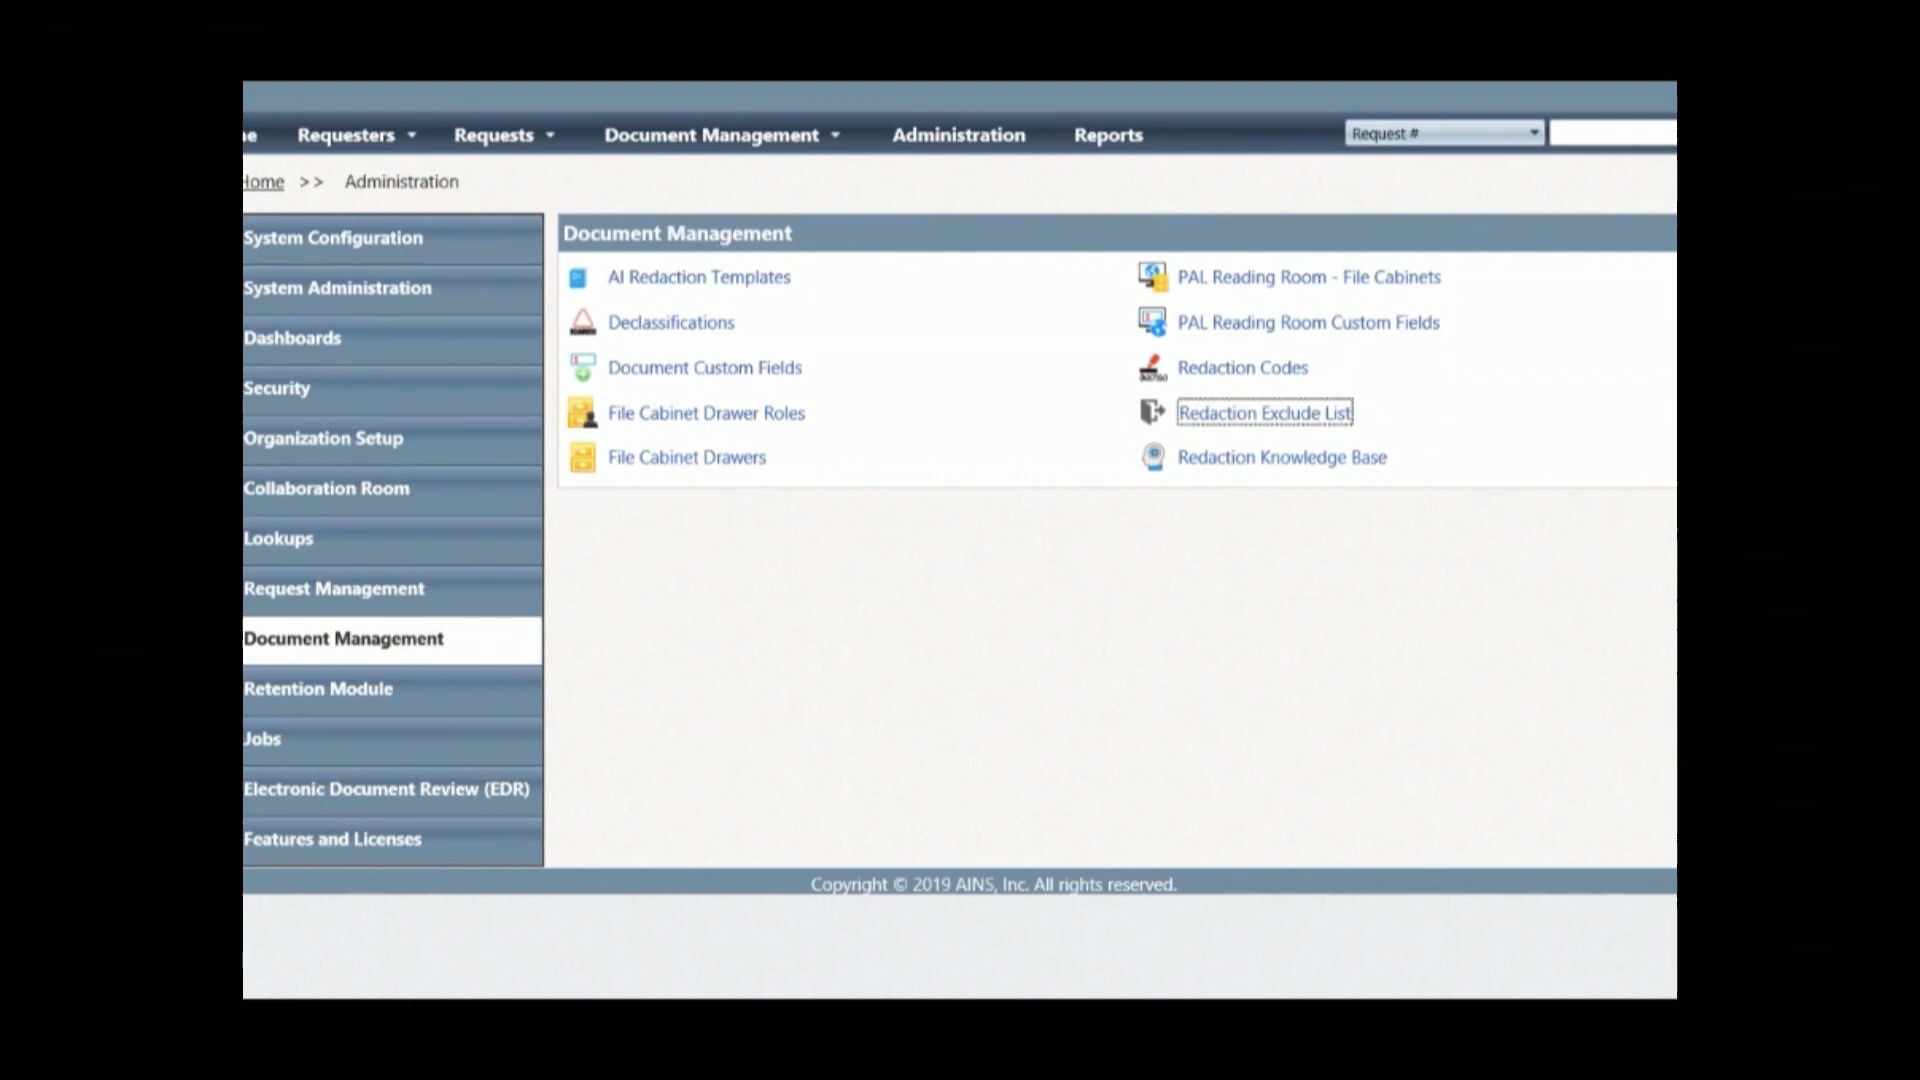 Requesters
Requests
Document Management
Administration
Reports
Request #
Home >> Administration
System Configuration
System Administration
Dashboards
Security
Organization Setup
Collaboration Room
Lookups
Request Management
Document Management
Retention Module
Jobs
Electronic Document Review (EDR)
Features and Licenses
Document Management
AI Redaction Templates
Declassifications
Document Custom Fields
File Cabinet Drawer Roles
File Cabinet Drawers
PAL Reading Room - File Cabinets
PAL Reading Room Custom Fields
Redaction Codes
Redaction Exclude List
Redaction Knowledge Base
Copyright © 2019 AINS, Inc. All rights reserved.